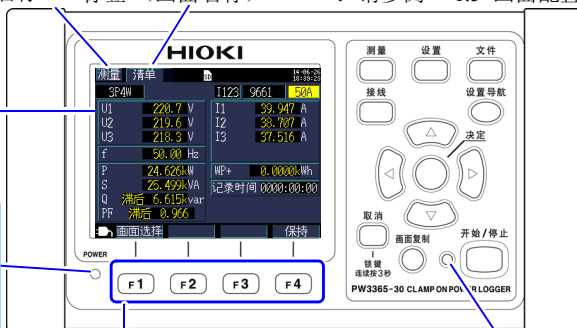 HIOKI
测量 清单 SD 14-06-26
18:39:23
3P4W I123 9661 50A
U1 220.7 V I1 39.947 A
U2 219.6 V I2 38.707 A
U3 218.3 V I3 37.516 A
f 50.00 Hz
P 24.626kW WP+ 0.0000kWh
S 25.499kVA 记录时间 0000:00:00
Q 滞后 6.615kvar
PF 滞后 0.966
画面选择 保持
POWER
F1 F2 F3 F4
测量 设置 文件
接线 设置导航
决定
取消 画面复制 开始/停止
锁键
连续按3秒
PW3365-30 CLAMP ON POWER LOGGER